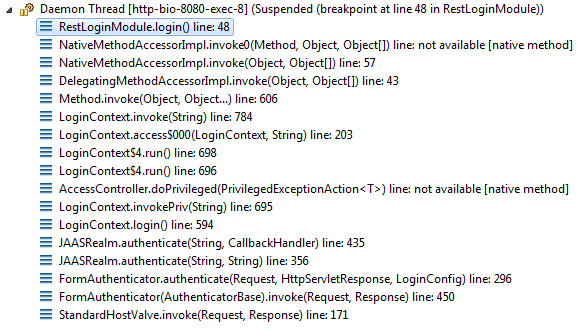 Daemon Thread [http-bio-8080-exec-8] (Suspended (breakpoint at line 48 in RestLoginModule))
RestLoginModule.login() line: 48
NativeMethodAccessorImpl.invoke0(Method, Object, Object[]) line: not available [native method]
NativeMethodAccessorImpl.invoke(Object, Object[]) line: 57
DelegatingMethodAccessorImpl.invoke(Object, Object[]) line: 43
Method.invoke(Object, Object...) line: 606
LoginContext.invoke(String) line: 784
LoginContext.access$000(LoginContext, String) line: 203
LoginContext$4.run() line: 698
LoginContext$4.run() line: 696
AccessController.doPrivileged(PrivilegedExceptionAction<T>) line: not available [native method]
LoginContext.invokePriv(String) line: 695
LoginContext.login() line: 594
JAASRealm.authenticate(String, CallbackHandler) line: 435
JAASRealm.authenticate(String, String) line: 356
FormAuthenticator.authenticate(Request, HttpServletResponse, LoginConfig) line: 296
FormAuthenticator(AuthenticatorBase).invoke(Request, Response) line: 450
StandardHostValve.invoke(Request, Response) line: 171